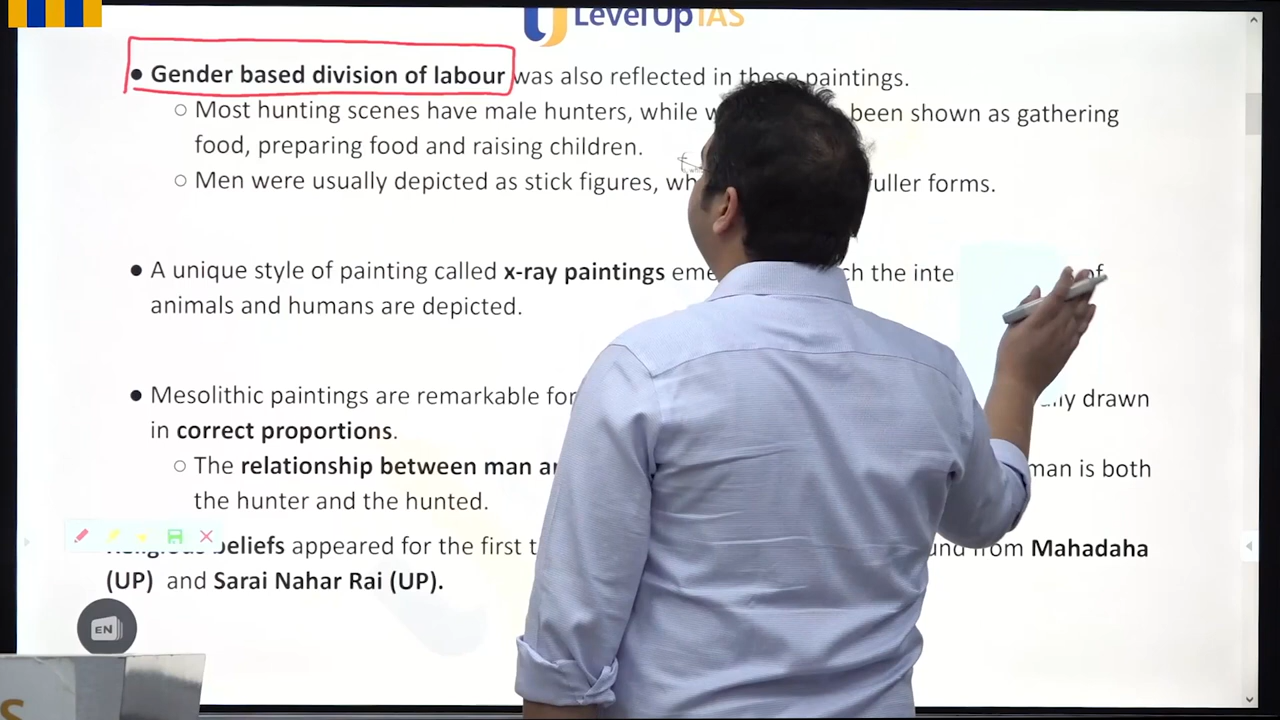 LevelUp IAS
● Gender based division of labour was also reflected in these paintings.
○ Most hunting scenes have male hunters, while been shown as gathering
food, preparing food and raising children.
○ Men were usually depicted as stick figures, fuller forms.
● A unique style of painting called x-ray paintings the of
animals and humans are depicted.
● Mesolithic paintings are remarkable for drawn
in correct proportions.
○ The relationship between man man is both
the hunter and the hunted.
beliefs appeared for the first from Mahadaha
(UP) and Sarai Nahar Rai (UP).
EN